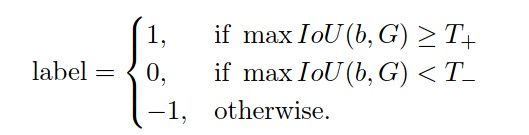 1, if max IoU(b, G) ≥ T₊
label = { 0, if max IoU(b, G) < T₋
−1, otherwise.